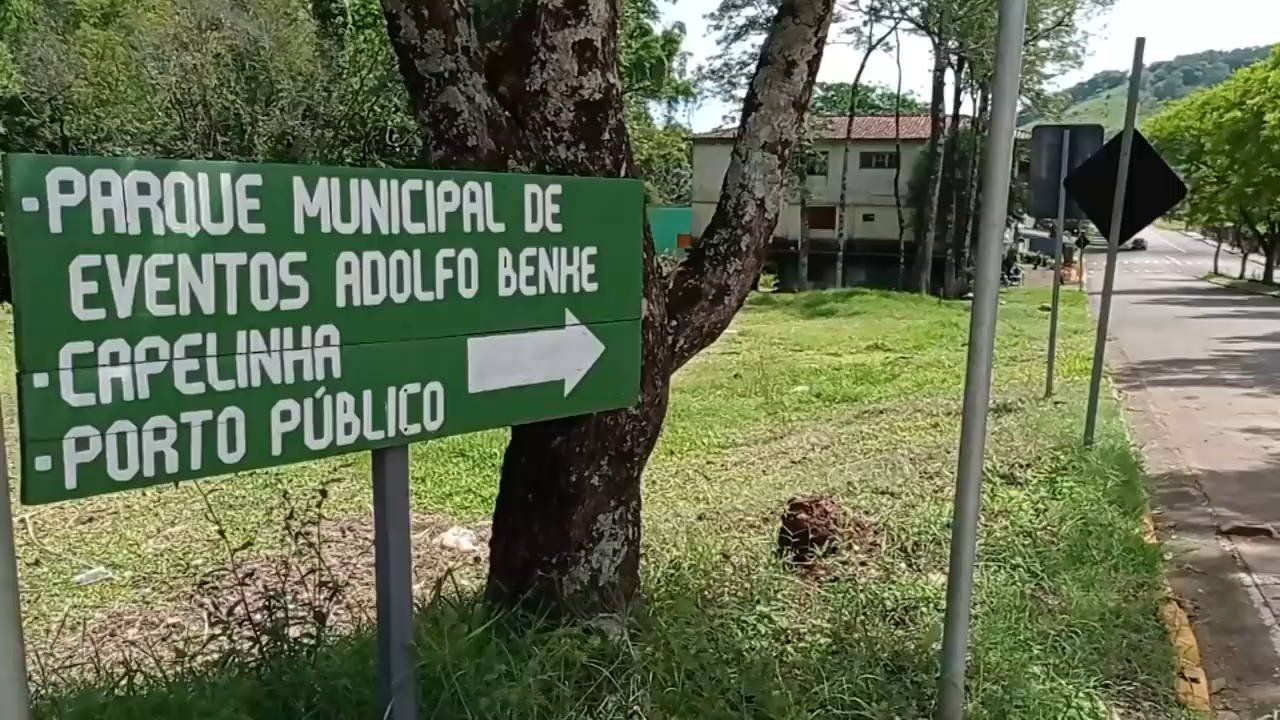 ·PARQUE MUNICIPAL DE
EVENTOS ADOLFO BENKE
·CAPELINHA
·PORTO PÚBLICO